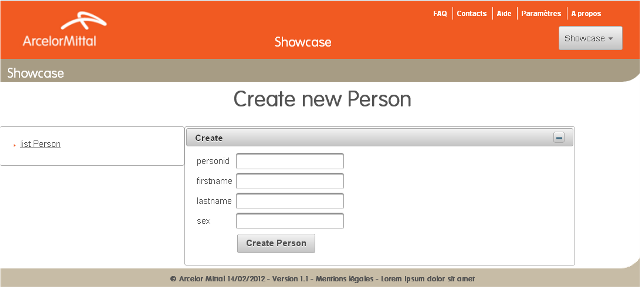 FAQ Contacts Aide Paramètres A propos
ArcelorMittal
Showcase
Showcase
Showcase
Create new Person
list Person
Create
personid
firstname
lastname
sex
Create Person
© Arcelor Mittal 14/02/2012 - Version 1.1 - Mentions légales - Lorem ipsum dolor sit amet